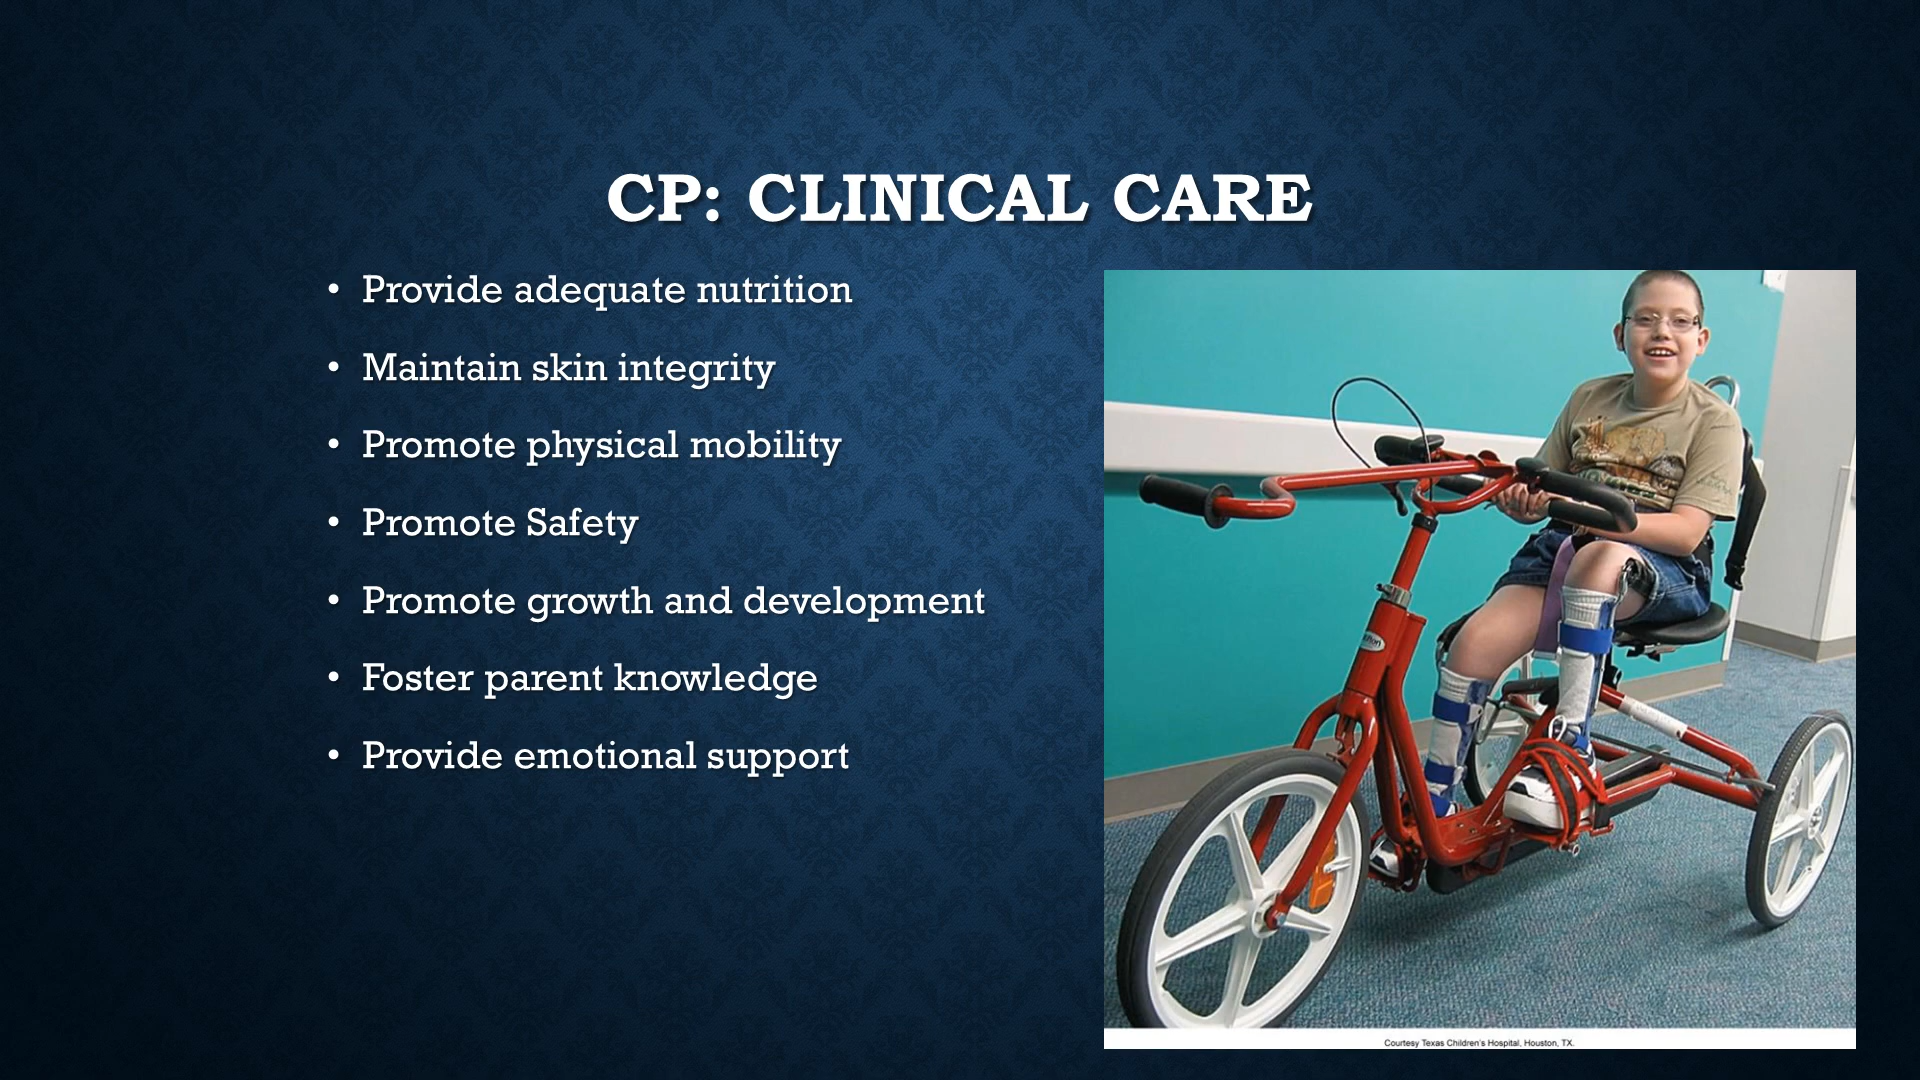 CP: CLINICAL CARE
• Provide adequate nutrition
• Maintain skin integrity
• Promote physical mobility
• Promote Safety
• Promote growth and development
• Foster parent knowledge
• Provide emotional support
Courtesy Texas Children's Hospital, Houston, TX.